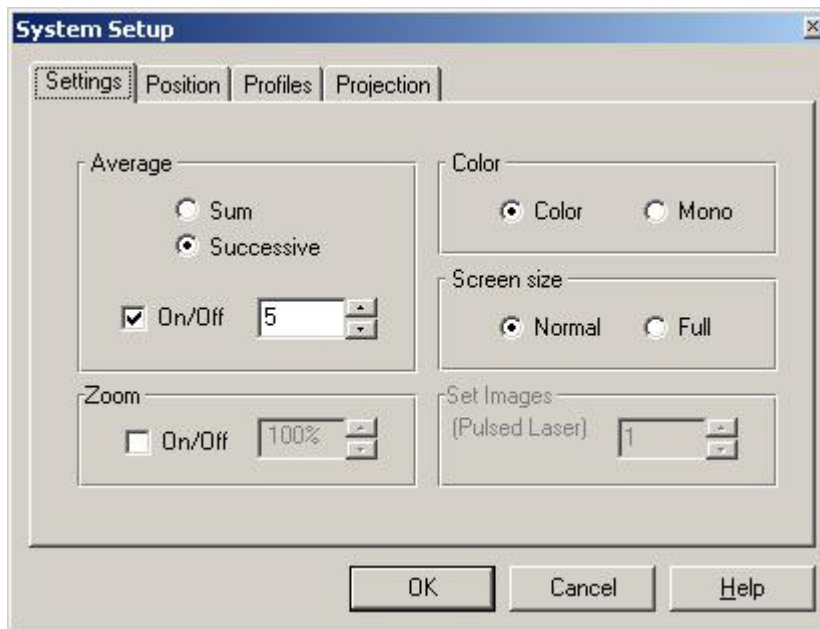 System Setup
Settings Position Profiles Projection
Average
Sum
Successive
On/Off 5
Color
Color Mono
Screen size
Normal Full
Zoom
On/Off 100%
Set Images
(Pulsed Laser) 1
OK Cancel Help